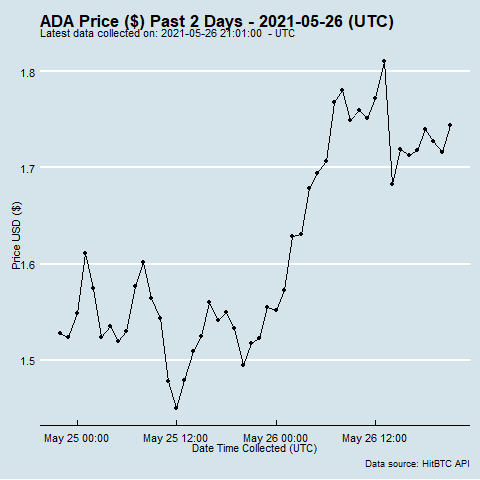 ADA Price ($) Past 2 Days - 2021-05-26 (UTC)
Latest data collected on: 2021-05-26 21:01:00 - UTC
1.8
1.7
1.6
1.5
Price USD ($)
May 25 00:00
May 25 12:00
May 26 00:00
May 26 12:00
Date Time Collected (UTC)
Data source: HitBTC API